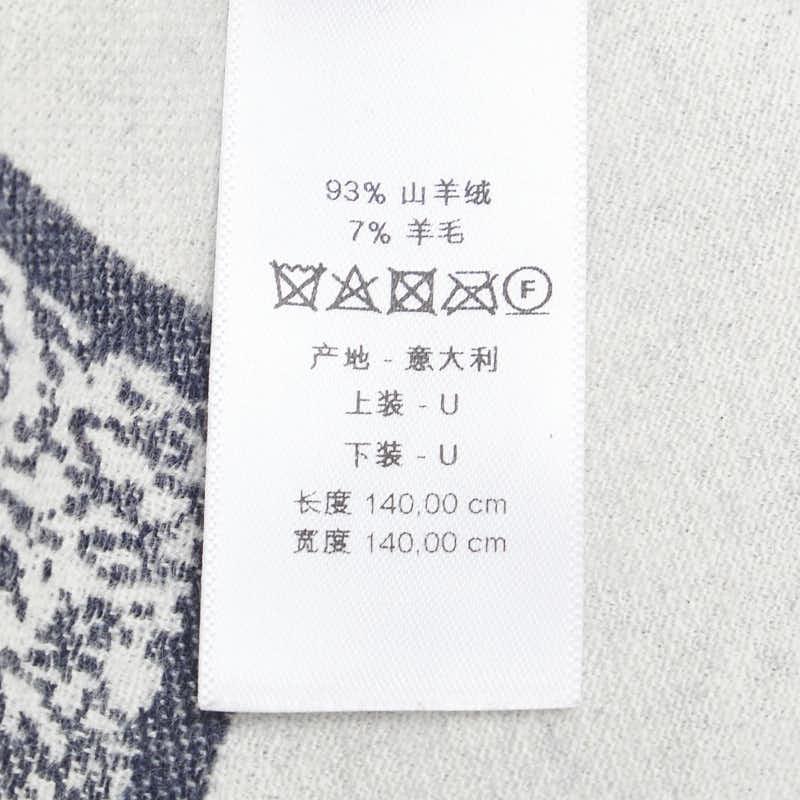 93% 山羊绒
7% 羊毛
F
产地 - 意大利
上装 - U
下装 - U
长度 140,00 cm
宽度 140,00 cm